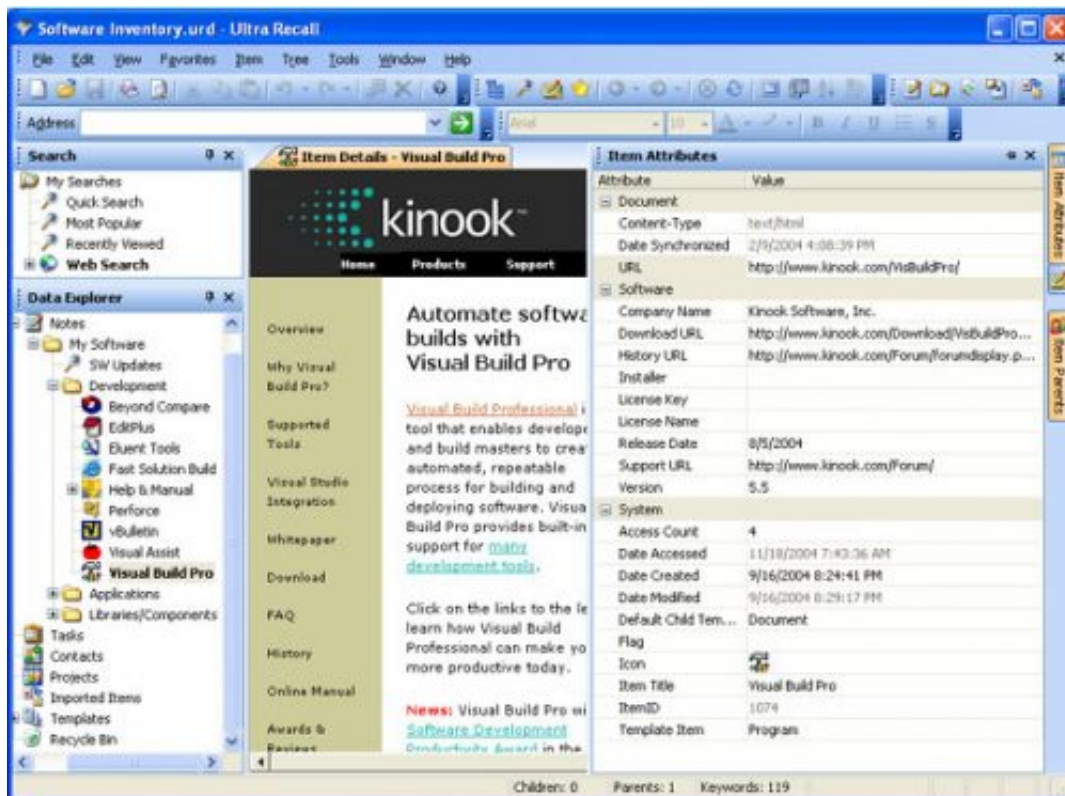 Software Inventory.urd - Ultra Recall
File Edit View Favorites Item Tree Tools Window Help
Address
Arial 10 A B I U S
Search
My Searches
Quick Search
Most Popular
Recently Viewed
Web Search
Data Explorer
Notes
My Software
SW Updates
Development
Beyond Compare
EditPlus
Eluent Tools
Fast Solution Build
Help & Manual
Perforce
vBulletin
Visual Assist
Visual Build Pro
Applications
Libraries/Components
Tasks
Contacts
Projects
Imported Items
Templates
Recycle Bin
Item Details - Visual Build Pro
kinook™
Home Products Support
Overview
Why Visual
Build Pro?
Supported
Tools
Visual Studio
Integration
Whitepaper
Download
FAQ
History
Online Manual
Awards &
Reviews
Automate softwa
builds with
Visual Build Pro
Visual Build Professional i
tool that enables develope
and build masters to crea
automated, repeatable
process for building and
deploying software. Visua
Build Pro provides built-in
support for many
development tools.
Click on the links to the le
learn how Visual Build
Professional can make yo
more productive today.
News: Visual Build Pro wi
Software Development
Productivity Award in the
Item Attributes
Attribute Value
Document
Content-Type text/html
Date Synchronized 2/9/2004 4:08:39 PM
URL http://www.kinook.com/VisBuildPro/
Software
Company Name Kinook Software, Inc.
Download URL http://www.kinook.com/Download/VisBuildPro...
History URL http://www.kinook.com/Forum/forumdisplay.p...
Installer
License Key
License Name
Release Date 8/5/2004
Support URL http://www.kinook.com/Forum/
Version 5.5
System
Access Count 4
Date Accessed 11/18/2004 7:43:36 AM
Date Created 9/16/2004 8:24:41 PM
Date Modified 9/16/2004 8:29:17 PM
Default Child Tem... Document
Flag
Icon
Item Title Visual Build Pro
ItemID 1074
Template Item Program
Item Attributes
Item Parents
Children: 0 Parents: 1 Keywords: 119